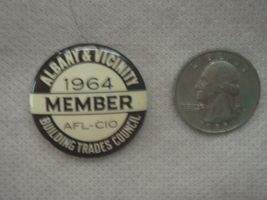 ALBANY & VICINITY
1964
MEMBER
AFL-CIO
BUILDING TRADES COUNCIL